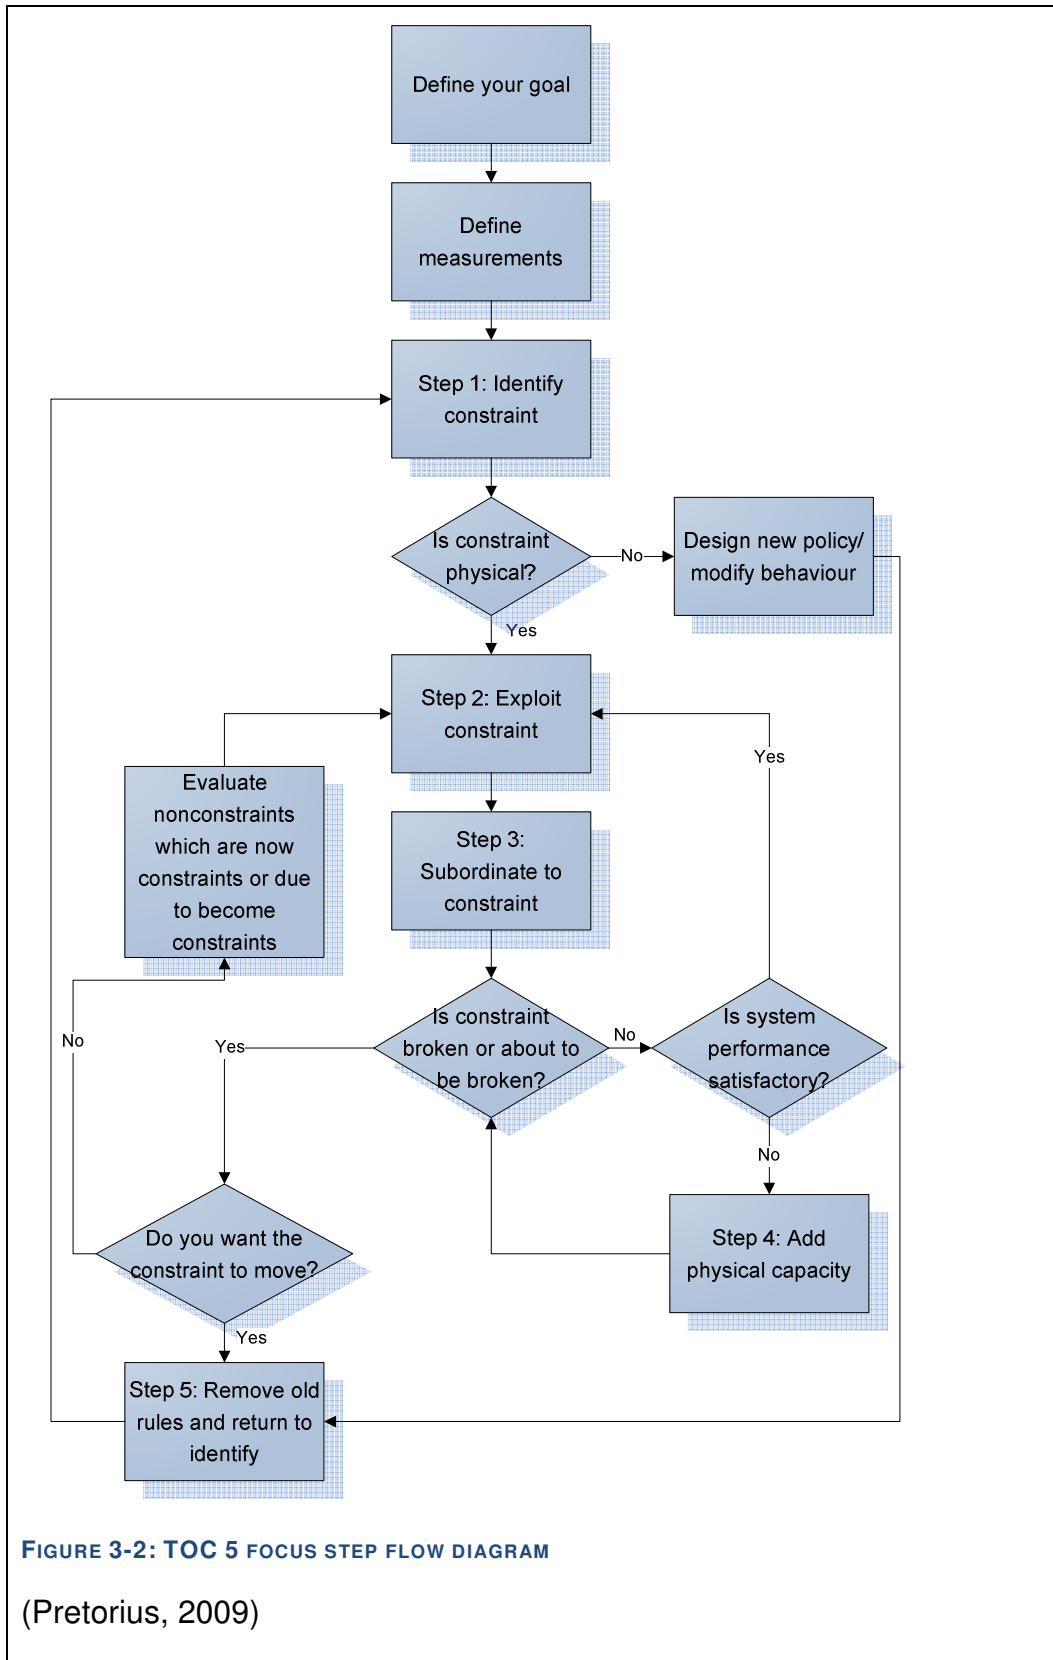 Define your goal
Define
measurements
Step 1: Identify
constraint
Is constraint
physical?
No
Design new policy/
modify behaviour
Yes
Step 2: Exploit
constraint
Yes
Evaluate
nonconstraints
which are now
constraints or due
to become
constraints
Step 3:
Subordinate to
constraint
No
Yes
Is constraint
broken or about to
be broken?
No
Is system
performance
satisfactory?
No
Do you want the
constraint to move?
Step 4: Add
physical capacity
Yes
Step 5: Remove old
rules and return to
identify
FIGURE 3-2: TOC 5 FOCUS STEP FLOW DIAGRAM
(Pretorius, 2009)